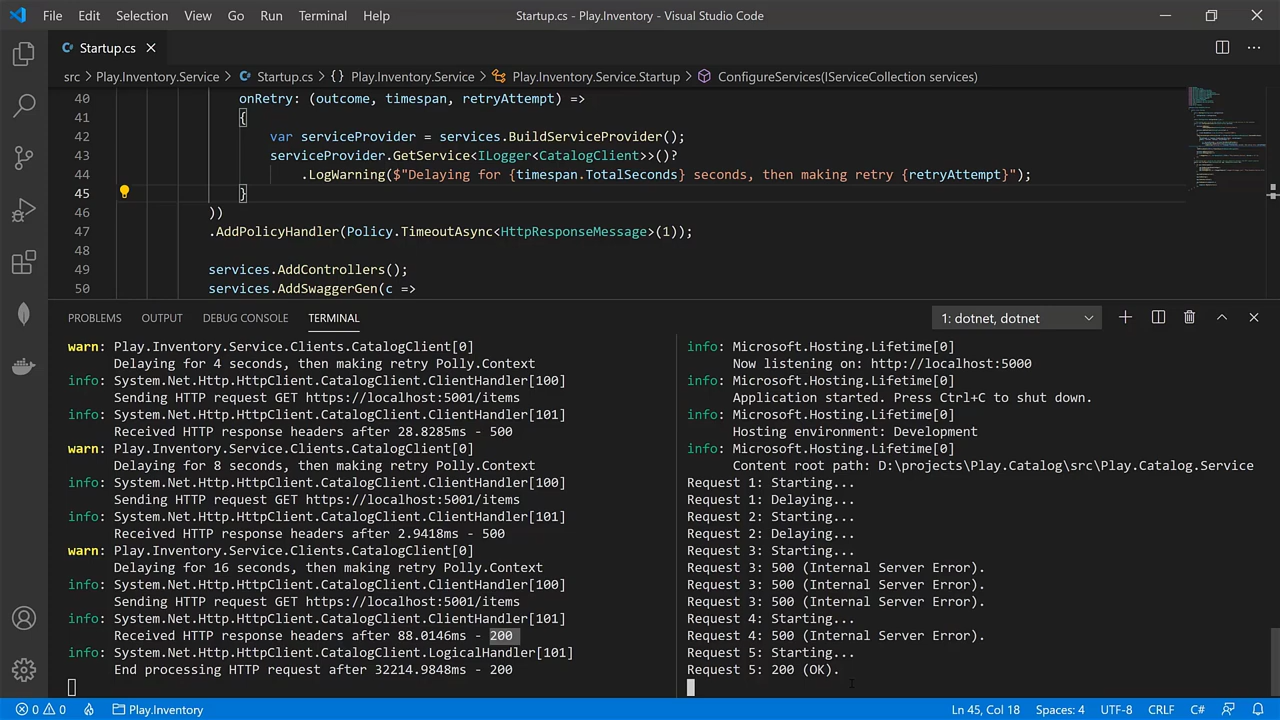 File Edit Selection View Go Run Terminal Help
Startup.cs - Play.Inventory - Visual Studio Code
Startup.cs
src > Play.Inventory.Service > Startup.cs > {} Play.Inventory.Service > Play.Inventory.Service.Startup > ConfigureServices(IServiceCollection services)
40 onRetry: (outcome, timespan, retryAttempt) =>
41 {
42 var serviceProvider = services.BuildServiceProvider();
43 serviceProvider.GetService<ILogger<CatalogClient>>()?
44 .LogWarning($"Delaying for {timespan.TotalSeconds} seconds, then making retry {retryAttempt}");
45 }
46 ))
47 .AddPolicyHandler(Policy.TimeoutAsync<HttpResponseMessage>(1));
48
49 services.AddControllers();
50 services.AddSwaggerGen(c =>
PROBLEMS OUTPUT DEBUG CONSOLE TERMINAL
1: dotnet, dotnet
warn: Play.Inventory.Service.Clients.CatalogClient[0]
Delaying for 4 seconds, then making retry Polly.Context
info: System.Net.Http.HttpClient.CatalogClient.ClientHandler[100]
Sending HTTP request GET https://localhost:5001/items
info: System.Net.Http.HttpClient.CatalogClient.ClientHandler[101]
Received HTTP response headers after 28.8285ms - 500
warn: Play.Inventory.Service.Clients.CatalogClient[0]
Delaying for 8 seconds, then making retry Polly.Context
info: System.Net.Http.HttpClient.CatalogClient.ClientHandler[100]
Sending HTTP request GET https://localhost:5001/items
info: System.Net.Http.HttpClient.CatalogClient.ClientHandler[101]
Received HTTP response headers after 2.9418ms - 500
warn: Play.Inventory.Service.Clients.CatalogClient[0]
Delaying for 16 seconds, then making retry Polly.Context
info: System.Net.Http.HttpClient.CatalogClient.ClientHandler[100]
Sending HTTP request GET https://localhost:5001/items
info: System.Net.Http.HttpClient.CatalogClient.ClientHandler[101]
Received HTTP response headers after 88.0146ms - 200
info: System.Net.Http.HttpClient.CatalogClient.LogicalHandler[101]
End processing HTTP request after 32214.9848ms - 200
info: Microsoft.Hosting.Lifetime[0]
Now listening on: http://localhost:5000
info: Microsoft.Hosting.Lifetime[0]
Application started. Press Ctrl+C to shut down.
info: Microsoft.Hosting.Lifetime[0]
Hosting environment: Development
info: Microsoft.Hosting.Lifetime[0]
Content root path: D:\projects\Play.Catalog\src\Play.Catalog.Service
Request 1: Starting...
Request 1: Delaying...
Request 2: Starting...
Request 2: Delaying...
Request 3: Starting...
Request 3: 500 (Internal Server Error).
Request 3: 500 (Internal Server Error).
Request 3: 500 (Internal Server Error).
Request 4: Starting...
Request 4: 500 (Internal Server Error).
Request 5: Starting...
Request 5: 200 (OK).
0 0 Play.Inventory
Ln 45, Col 18 Spaces: 4 UTF-8 CRLF C#